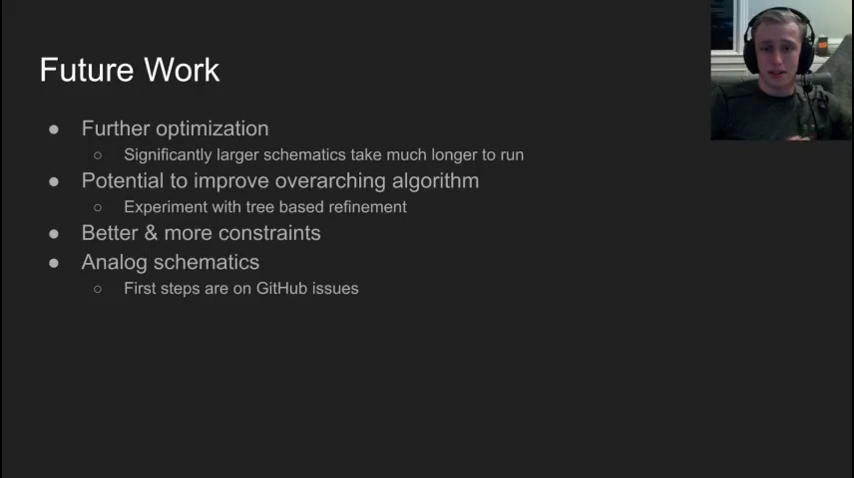 Future Work
● Further optimization
○ Significantly larger schematics take much longer to run
● Potential to improve overarching algorithm
○ Experiment with tree based refinement
● Better & more constraints
● Analog schematics
○ First steps are on GitHub issues